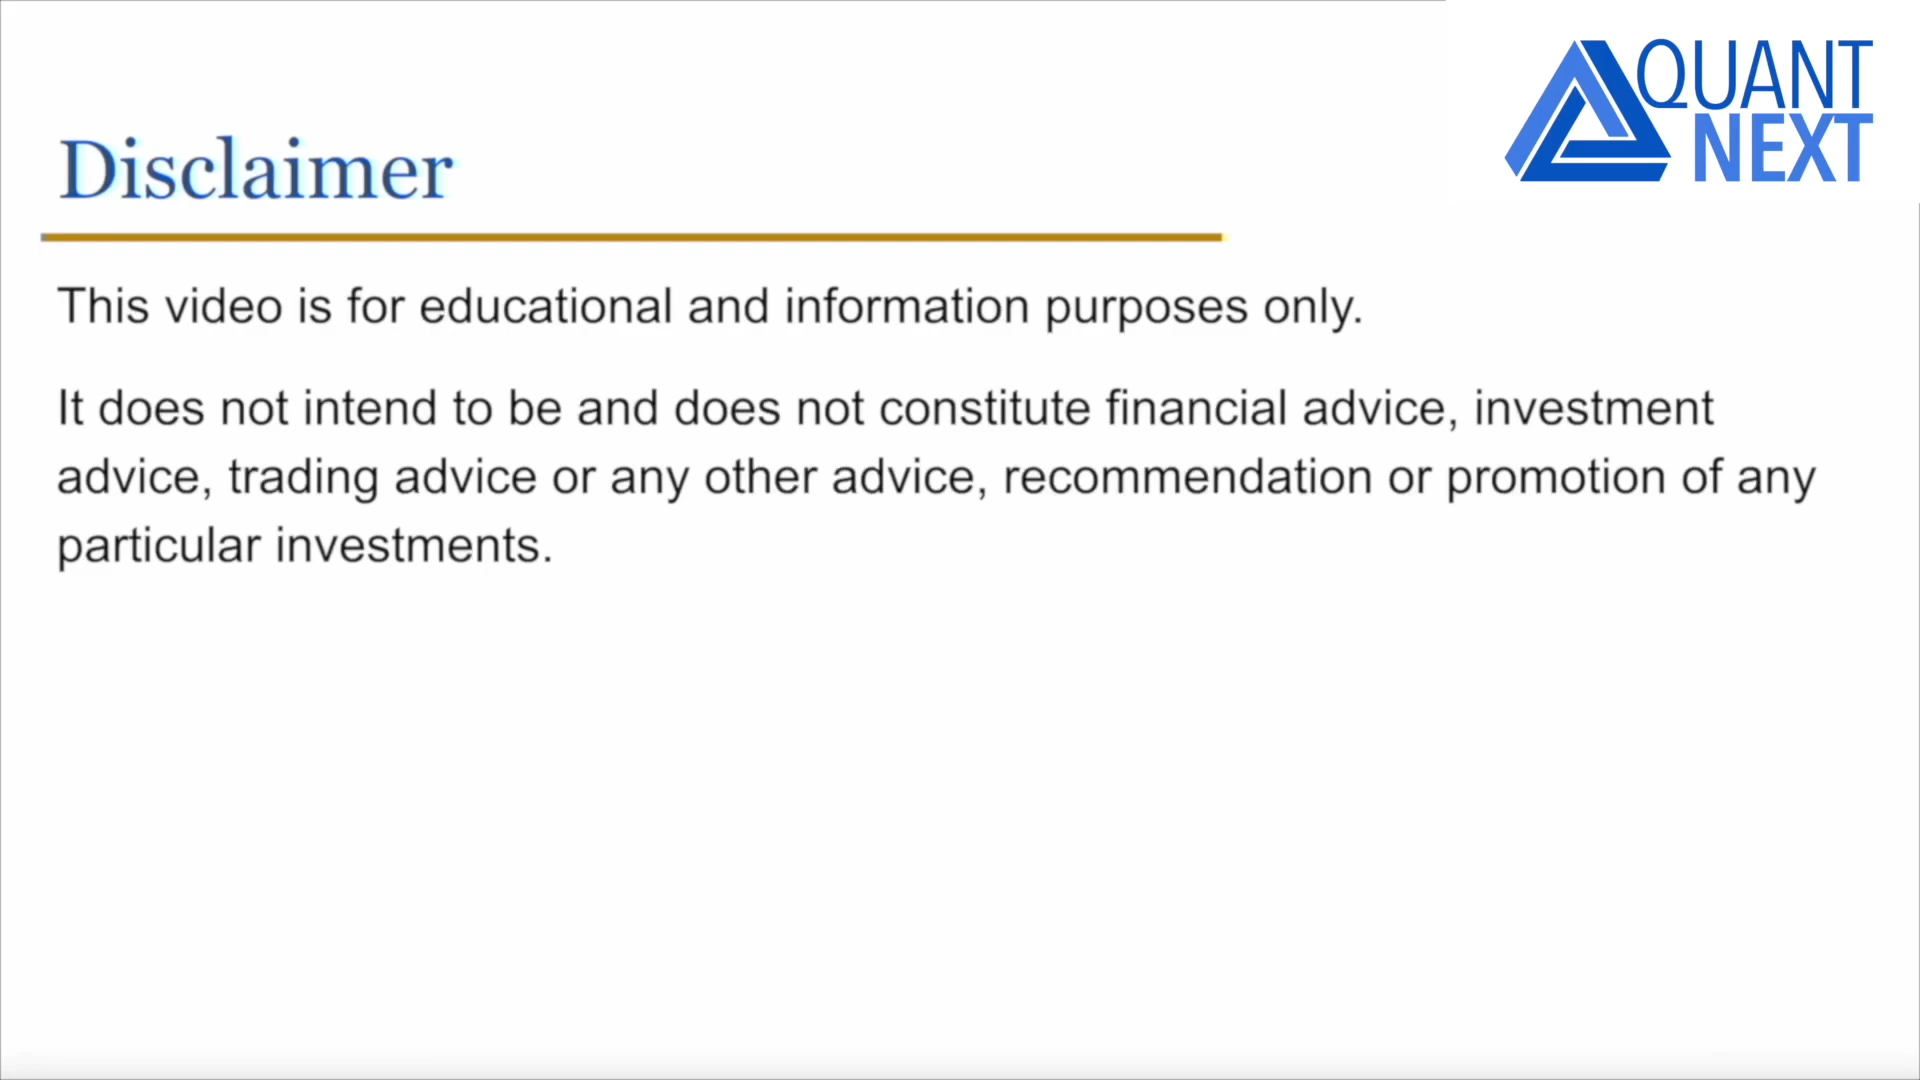 QUANT
NEXT
Disclaimer
This video is for educational and information purposes only.
It does not intend to be and does not constitute financial advice, investment
advice, trading advice or any other advice, recommendation or promotion of any
particular investments.